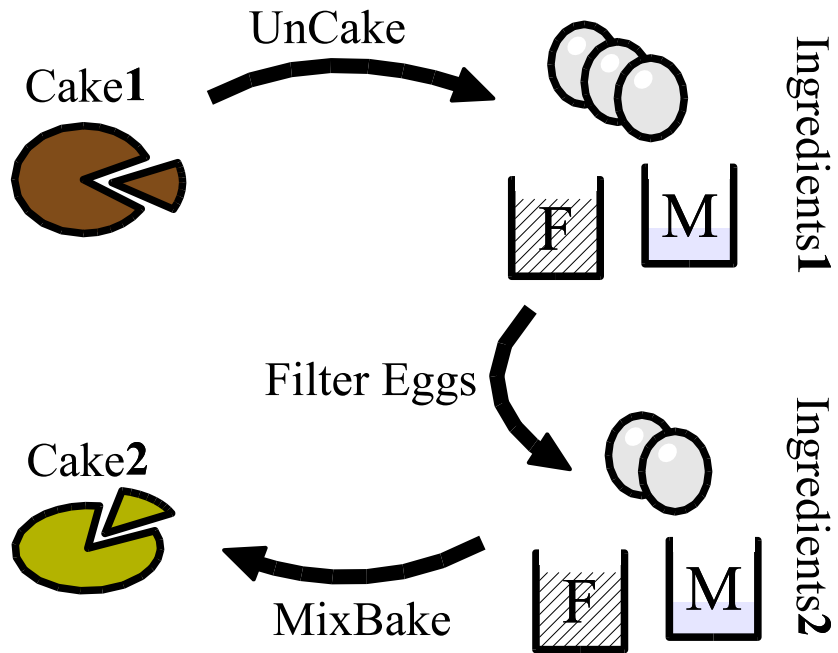 UnCake
Cake1
Ingredients1
F
M
Filter Eggs
Cake2
Ingredients2
F
M
MixBake